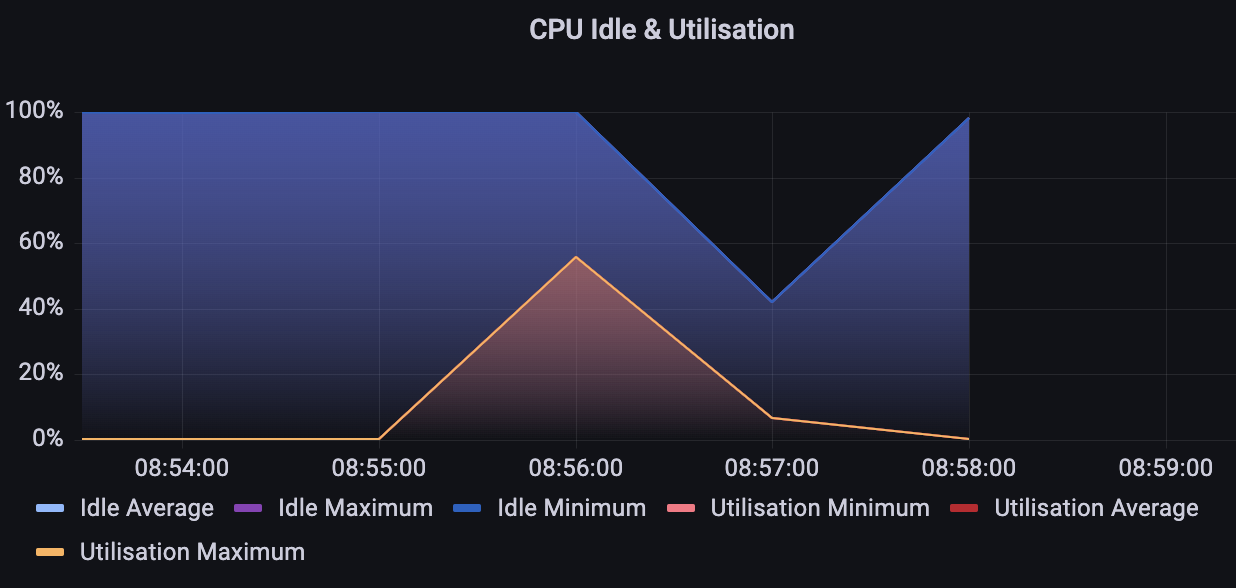 CPU Idle & Utilisation
100%
80%
60%
40%
20%
0%
08:54:00 08:55:00 08:56:00 08:57:00 08:58:00 08:59:00
Idle Average Idle Maximum Idle Minimum Utilisation Minimum Utilisation Average
Utilisation Maximum